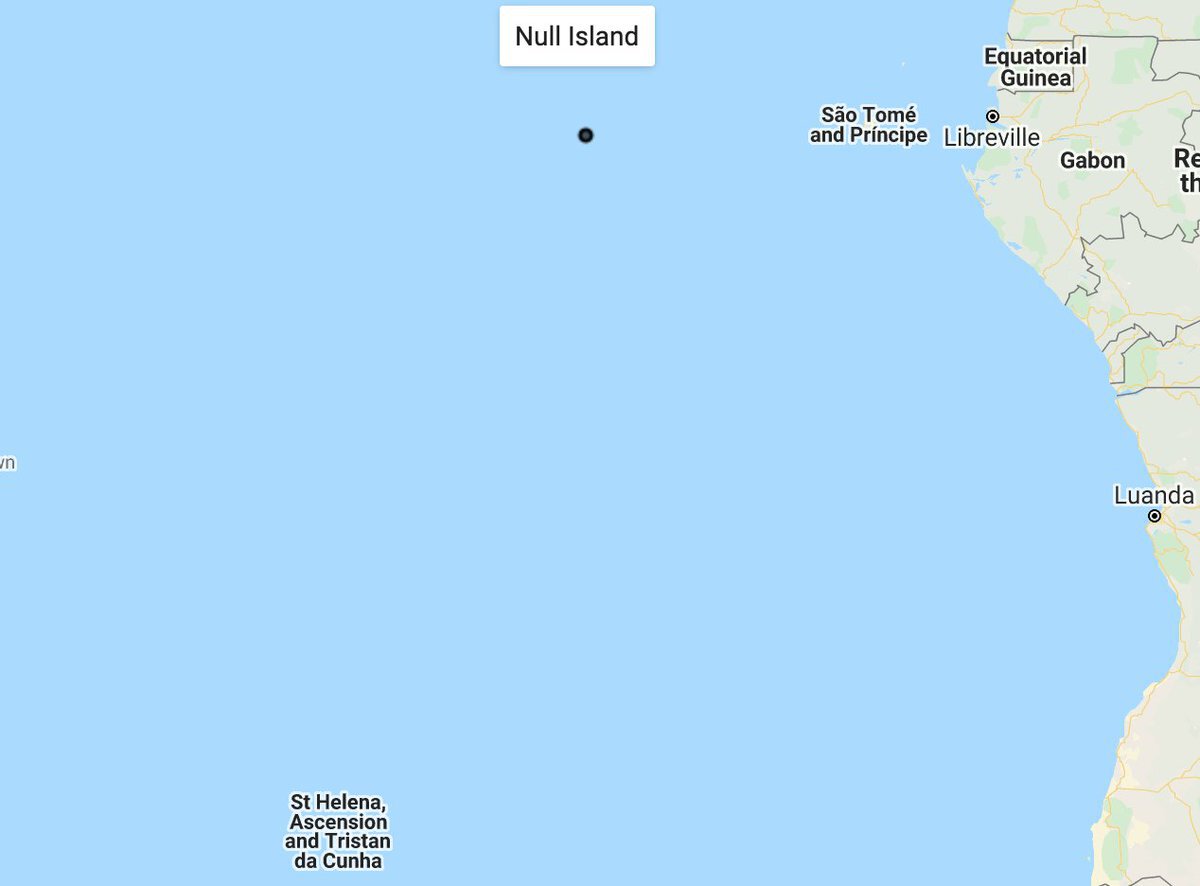 Null Island
Equatorial
Guinea
São Tomé
and Príncipe
Libreville
Gabon
Re
th
wn
Luanda
St Helena,
Ascension
and Tristan
da Cunha